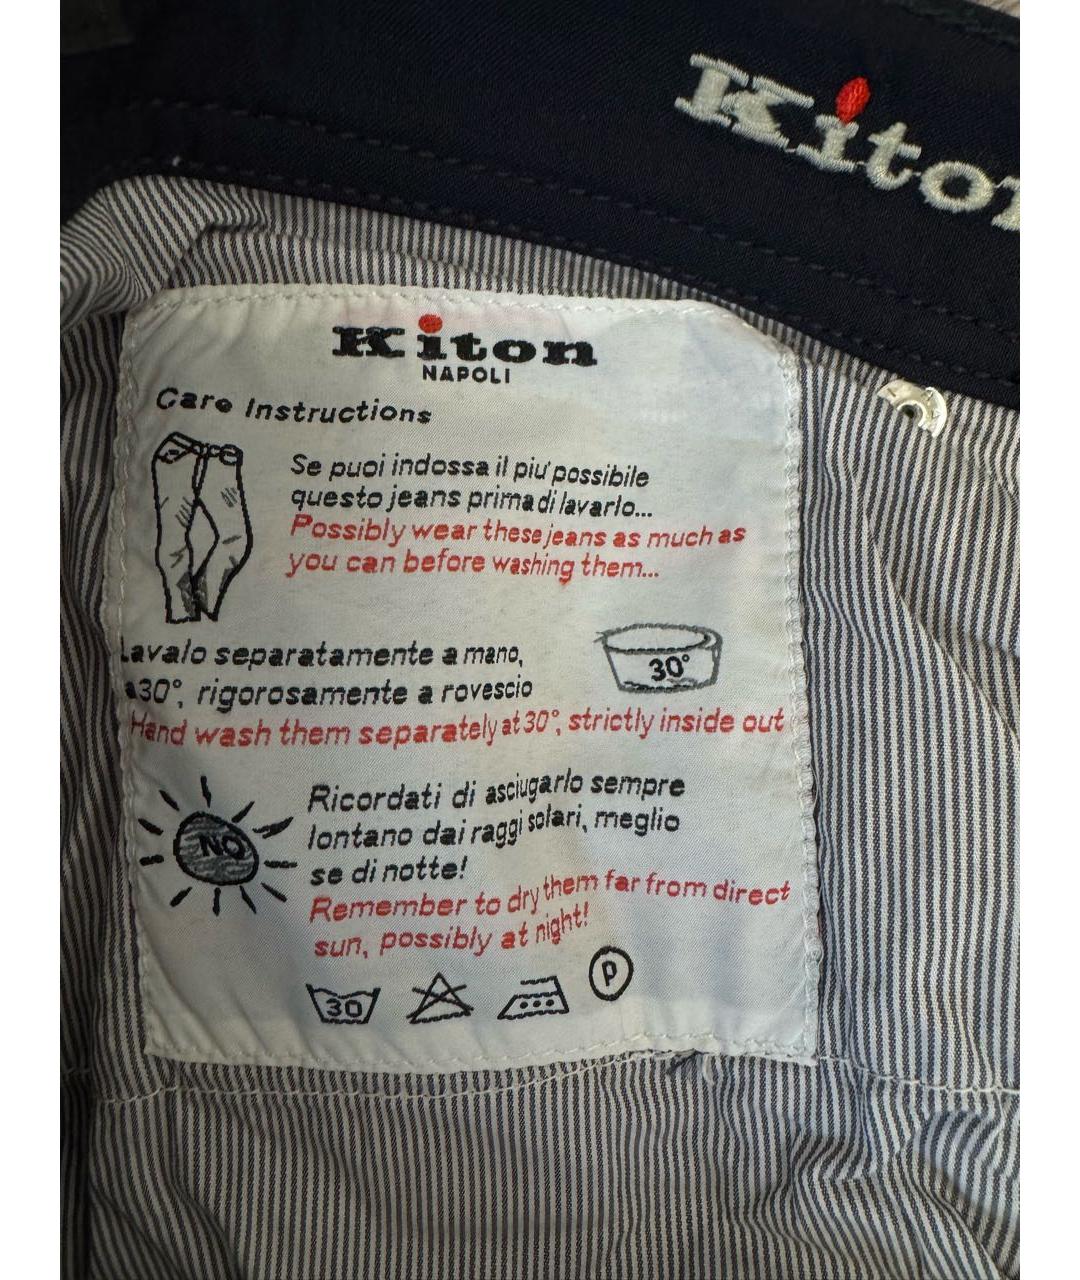 Kiton
Kiton
NAPOLI
Care Instructions
Se puoi indossa il piu' possibile
questo jeans prima di lavarlo...
Possibly wear these jeans as much as
you can before washing them...
Lavalo separatamente a mano,
a 30°, rigorosamente a rovescio
30°
Hand wash them separately at 30°, strictly inside out
Ricordati di asciugarlo sempre
lontano dai raggi solari, meglio
se di notte!
NO
Remember to dry them far from direct
sun, possibly at night!
30 P